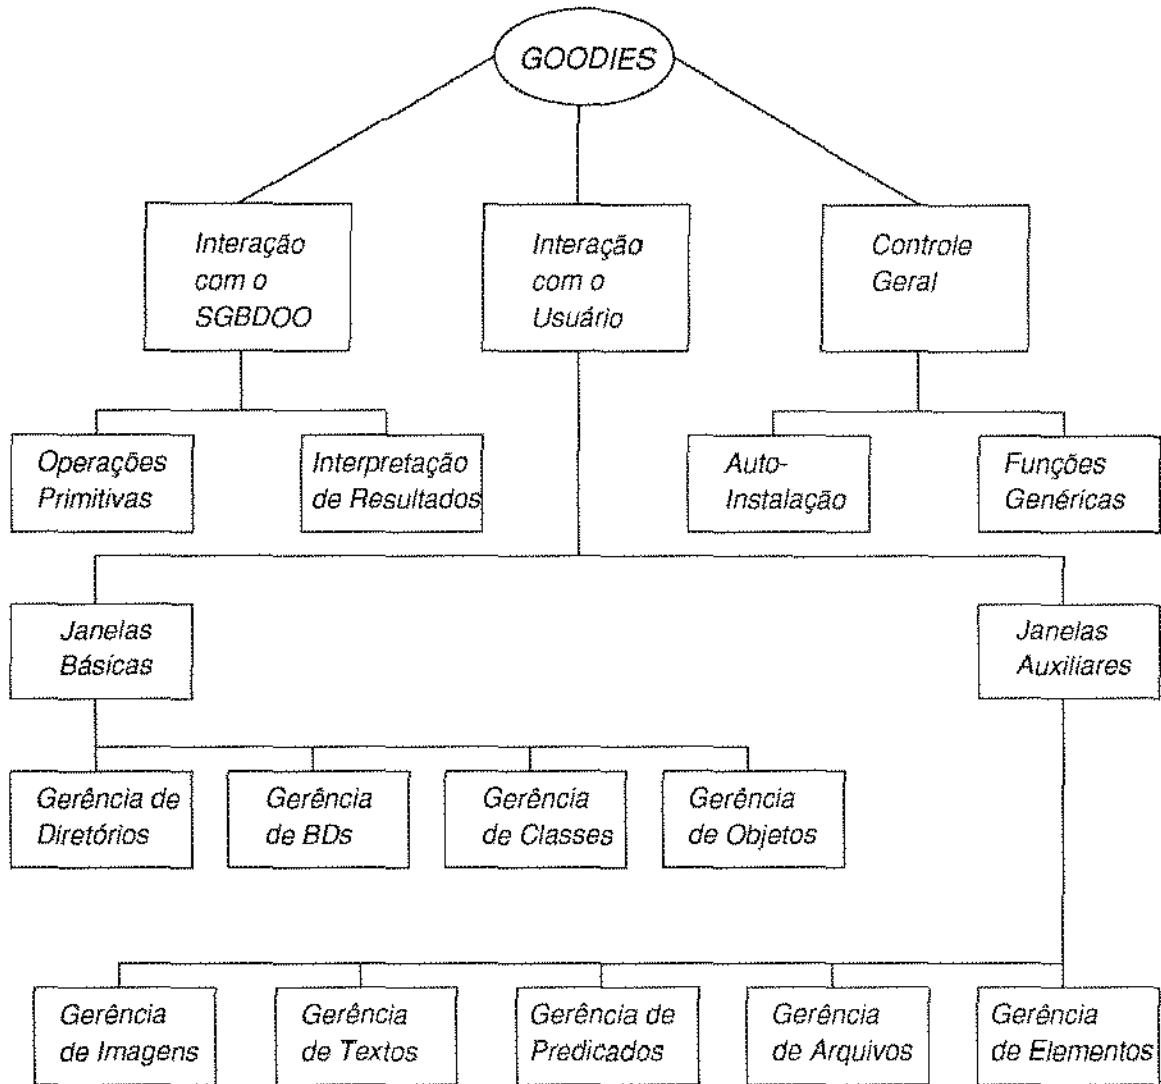 GOODIES
Interação
com o
SGBDOO
Interação
com o
Usuário
Controle
Geral
Operações
Primitivas
Interpretação
de Resultados
Auto-
Instalação
Funções
Genéricas
Janelas
Básicas
Janelas
Auxiliares
Gerência de
Diretórios
Gerência
de BDs
Gerência
de Classes
Gerência
de Objetos
Gerência
de Imagens
Gerência
de Textos
Gerência de
Predicados
Gerência
de Arquivos
Gerência
de Elementos